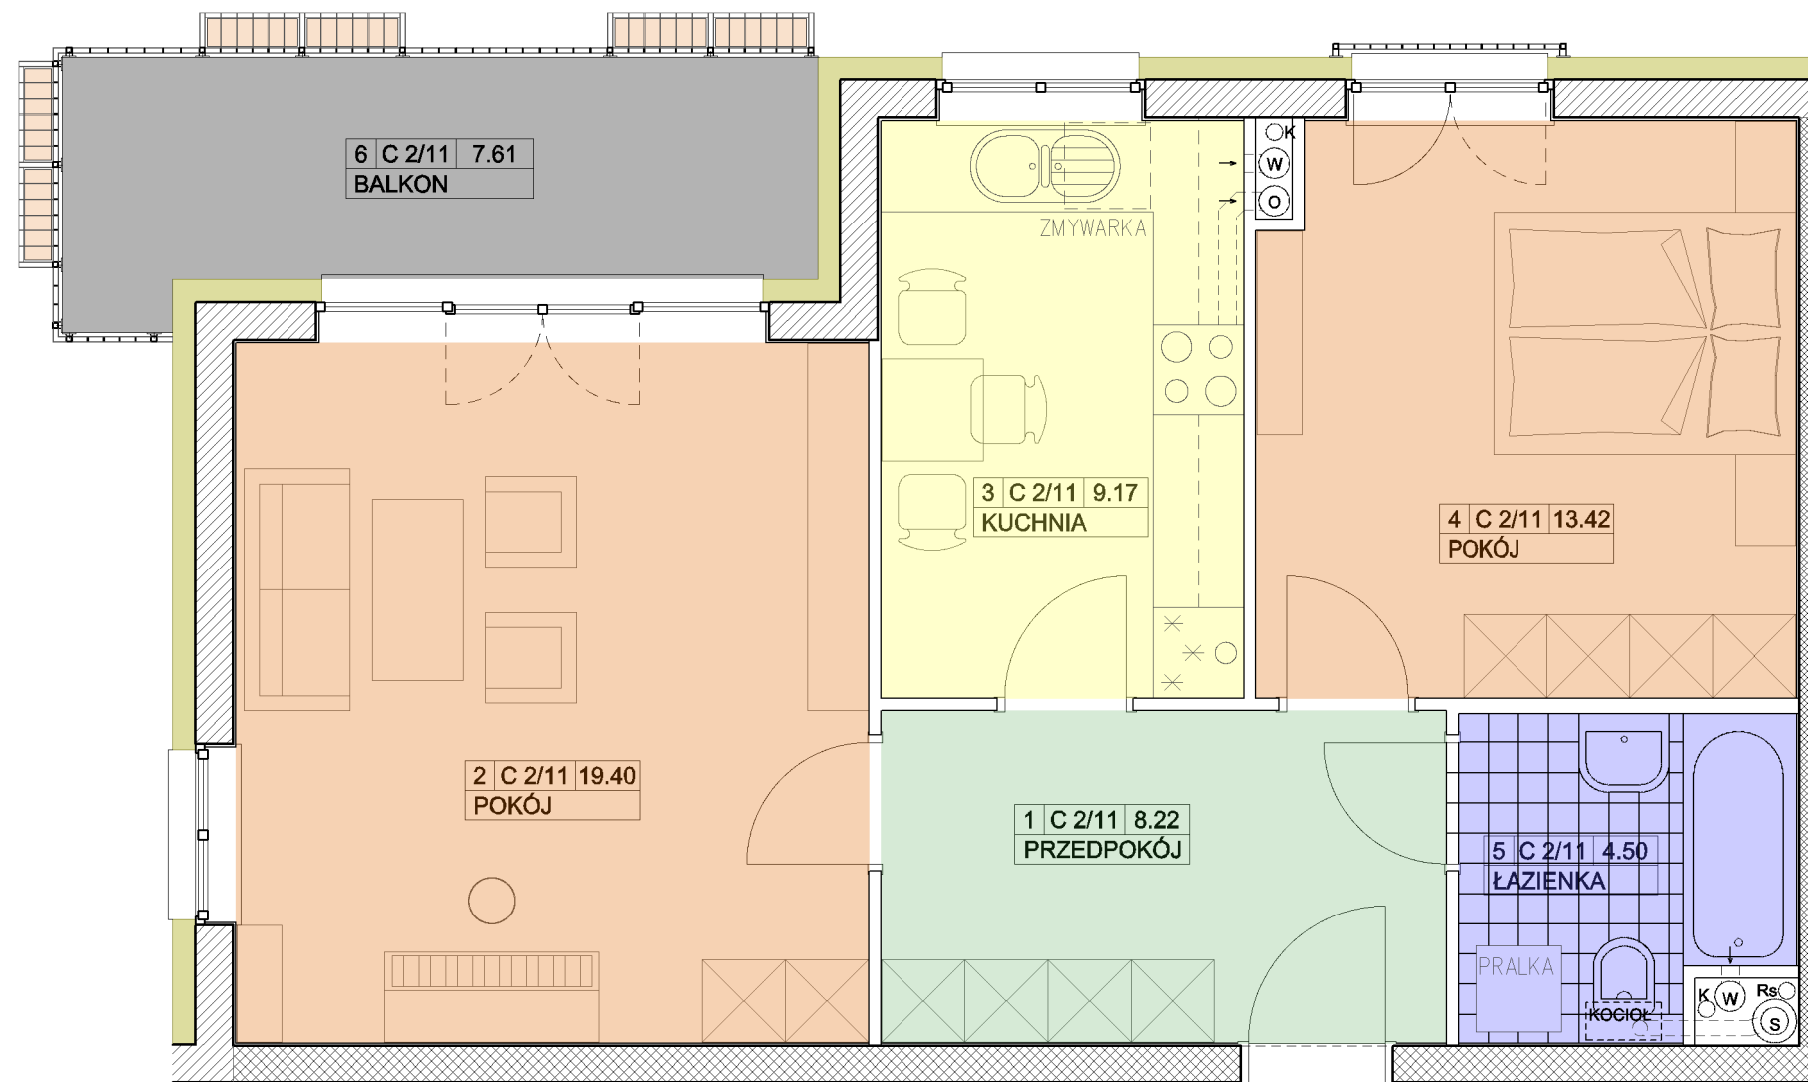 6 C 2/11 7.61
BALKON
K
W
O
ZMYWARKA
3 C 2/11 9.17
KUCHNIA
4 C 2/11 13.42
POKÓJ
2 C 2/11 19.40
POKÓJ
1 C 2/11 8.22
PRZEDPOKÓJ
5 C 2/11 4.50
ŁAZIENKA
PRALKA
KOCIOŁ
K W Rs
S